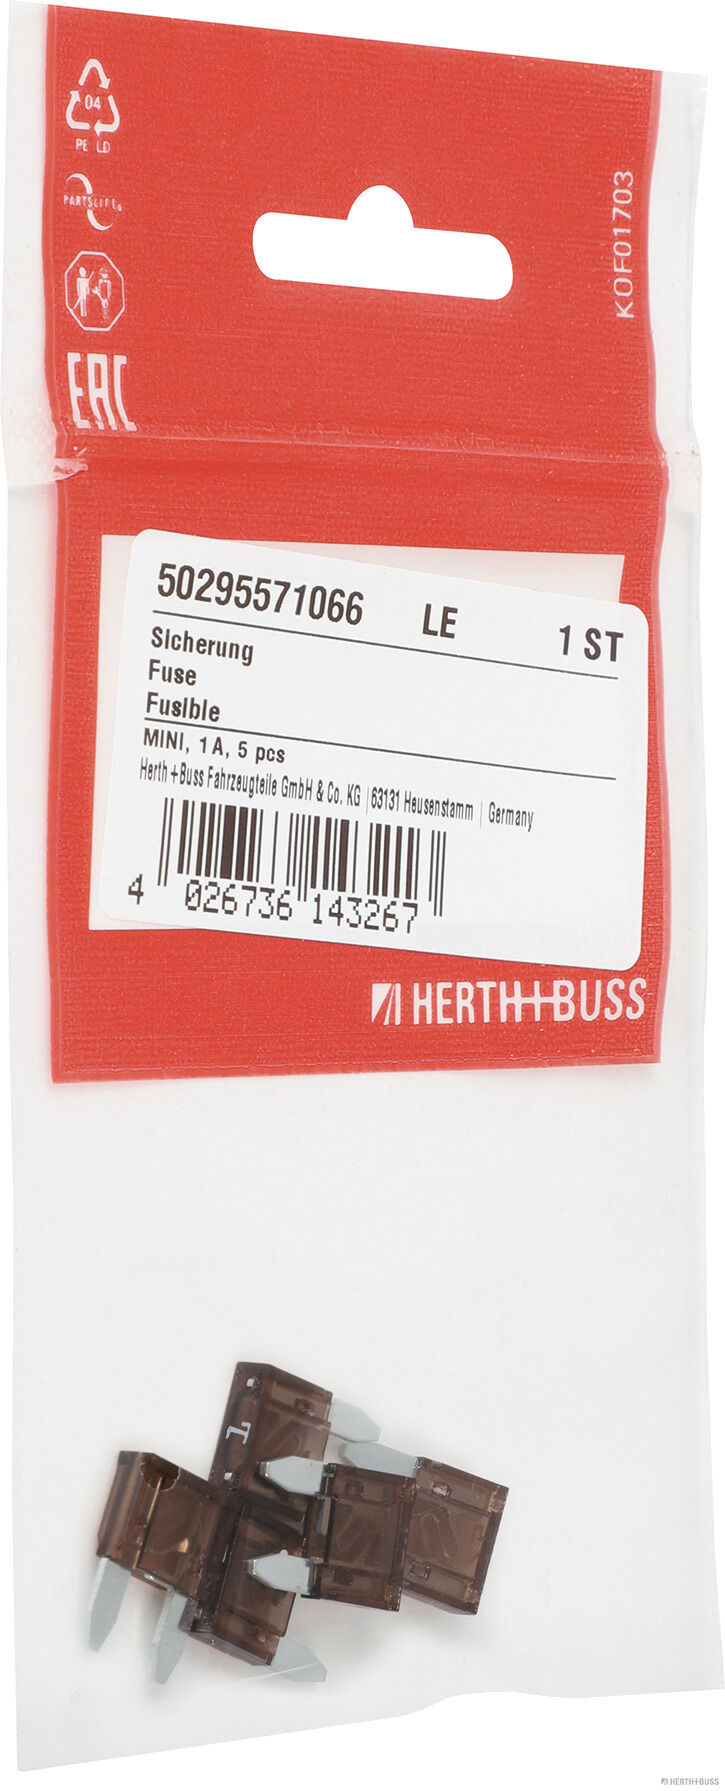 04
PE LD
PARTSLIFE®
EAC
KOF01703
50295571066 LE 1 ST
Sicherung
Fuse
Fusible
MINI, 1A, 5 pcs
Herth+Buss Fahrzeugteile GmbH & Co. KG | 63131 Heusenstamm | Germany
4 026736 143267
HERTH+BUSS
1
HERTH+BUSS